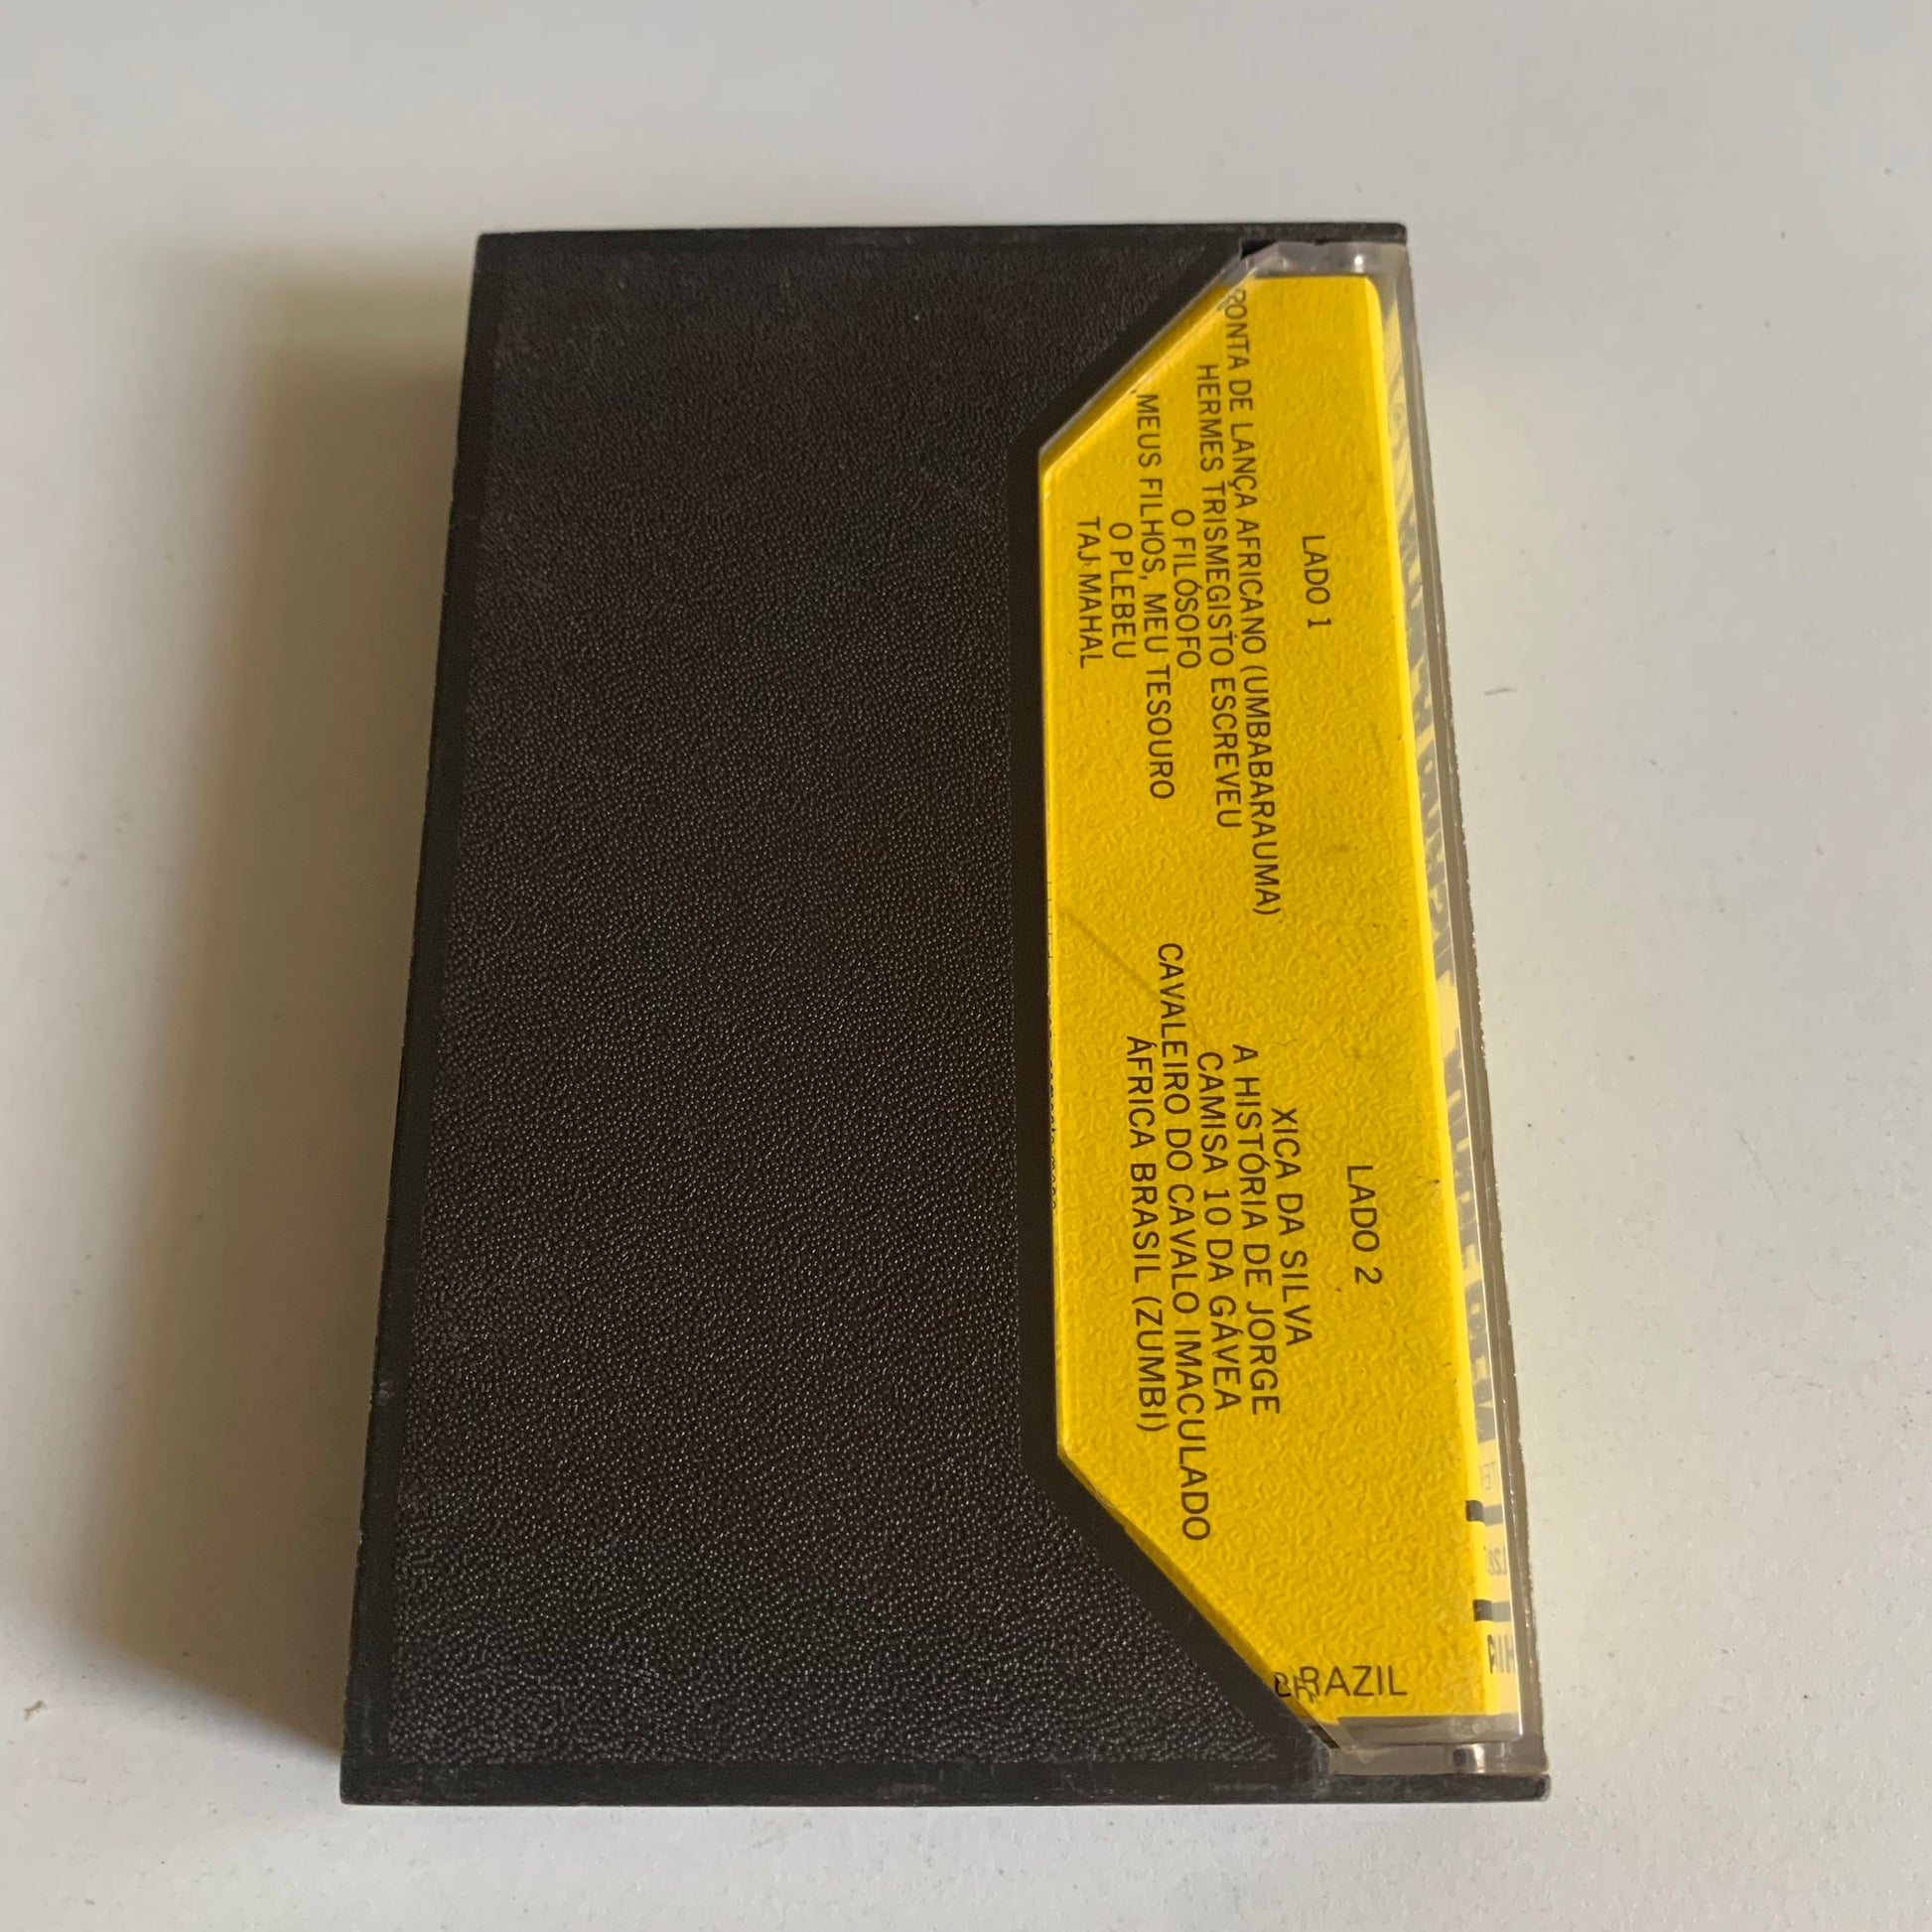 LADO 1
PONTA DE LANÇA AFRICANO (UMBABARAUMA)
HERMES TRISMEGISTO ESCREVEU
O FILÓSOFO
MEUS FILHOS, MEU TESOURO
O PLEBEU
TAJ MAHAL
LADO 2
XICA DA SILVA
A HISTÓRIA DE JORGE
CAMISA 10 DA GÁVEA
CAVALEIRO DO CAVALO IMACULADO
ÁFRICA BRASIL (ZUMBI)
BRAZIL